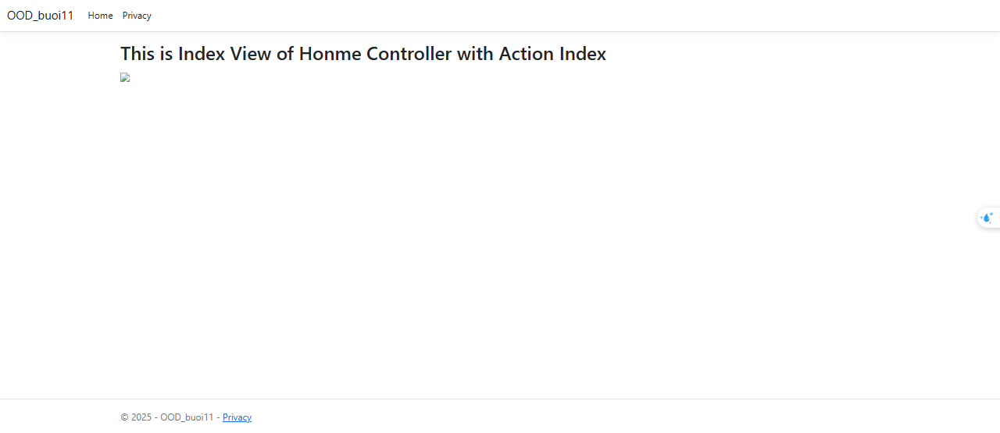 OOD_buoi11 Home Privacy
This is Index View of Honme Controller with Action Index
© 2025 - OOD_buoi11 - Privacy